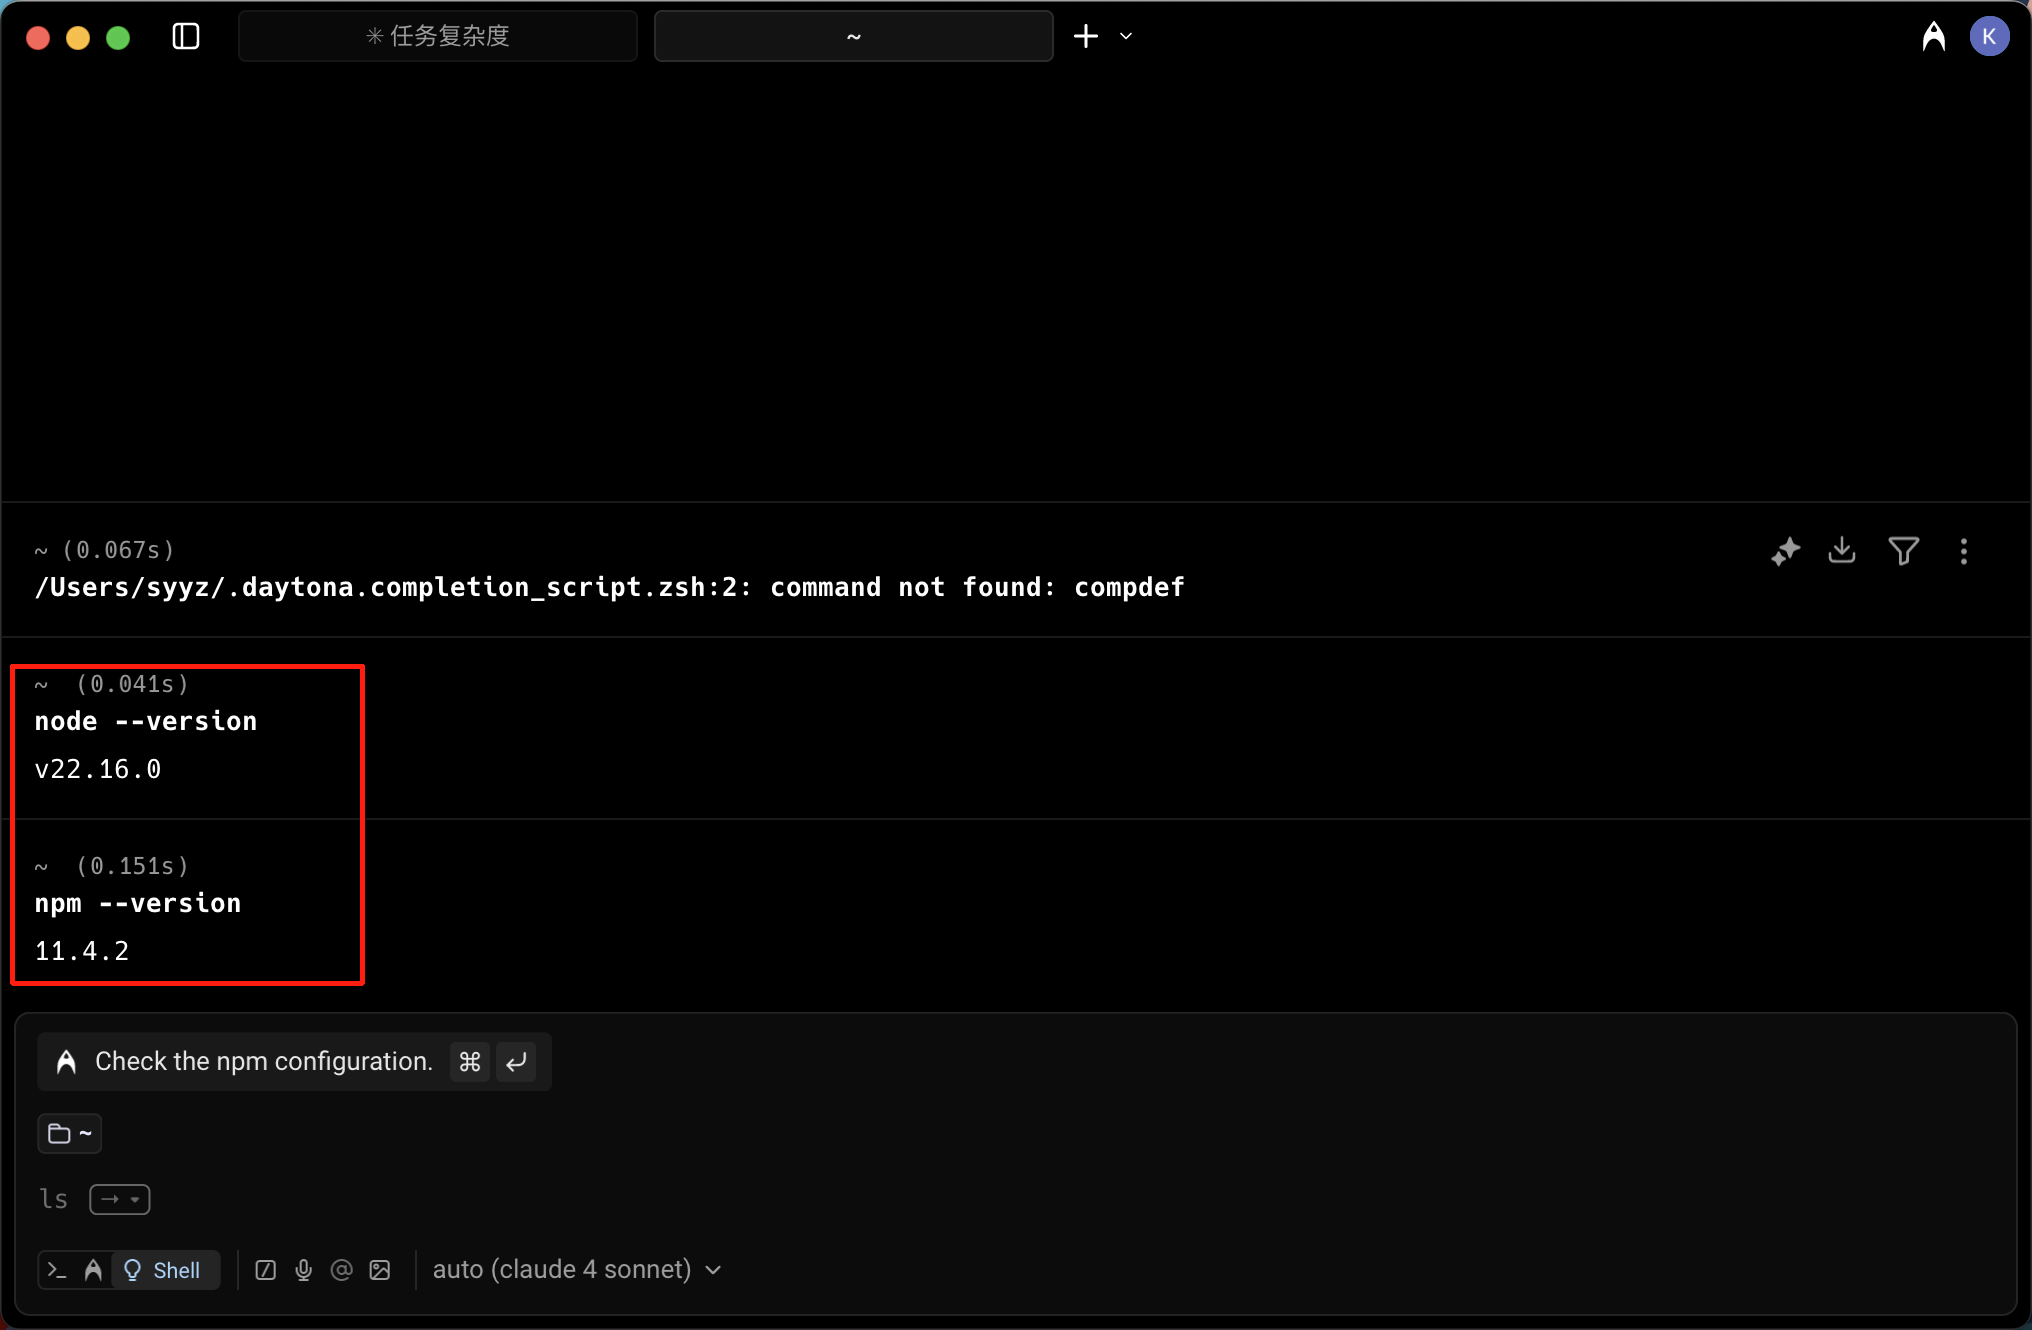 ✳ 任务复杂度
~
K
~ (0.067s)
/Users/syyz/.daytona.completion_script.zsh:2: command not found: compdef
~ (0.041s)
node --version
v22.16.0
~ (0.151s)
npm --version
11.4.2
Check the npm configuration. ⌘
~
ls
Shell @ auto (claude 4 sonnet)